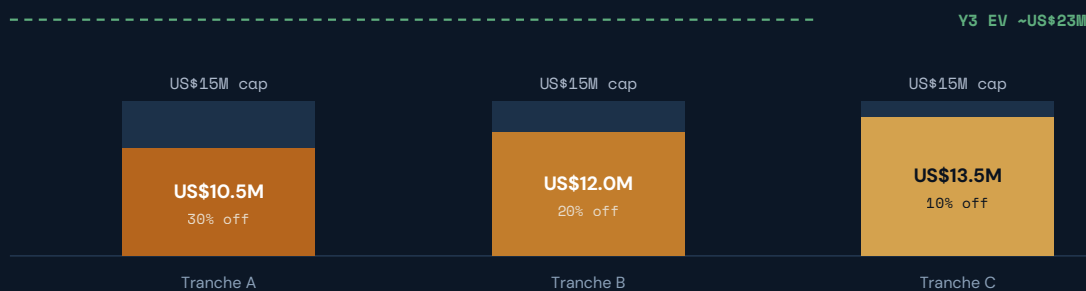 Y3 EV ~US$23M
US$15M cap
US$15M cap
US$15M cap
US$10.5M
30% off
US$12.0M
20% off
US$13.5M
10% off
Tranche A
Tranche B
Tranche C